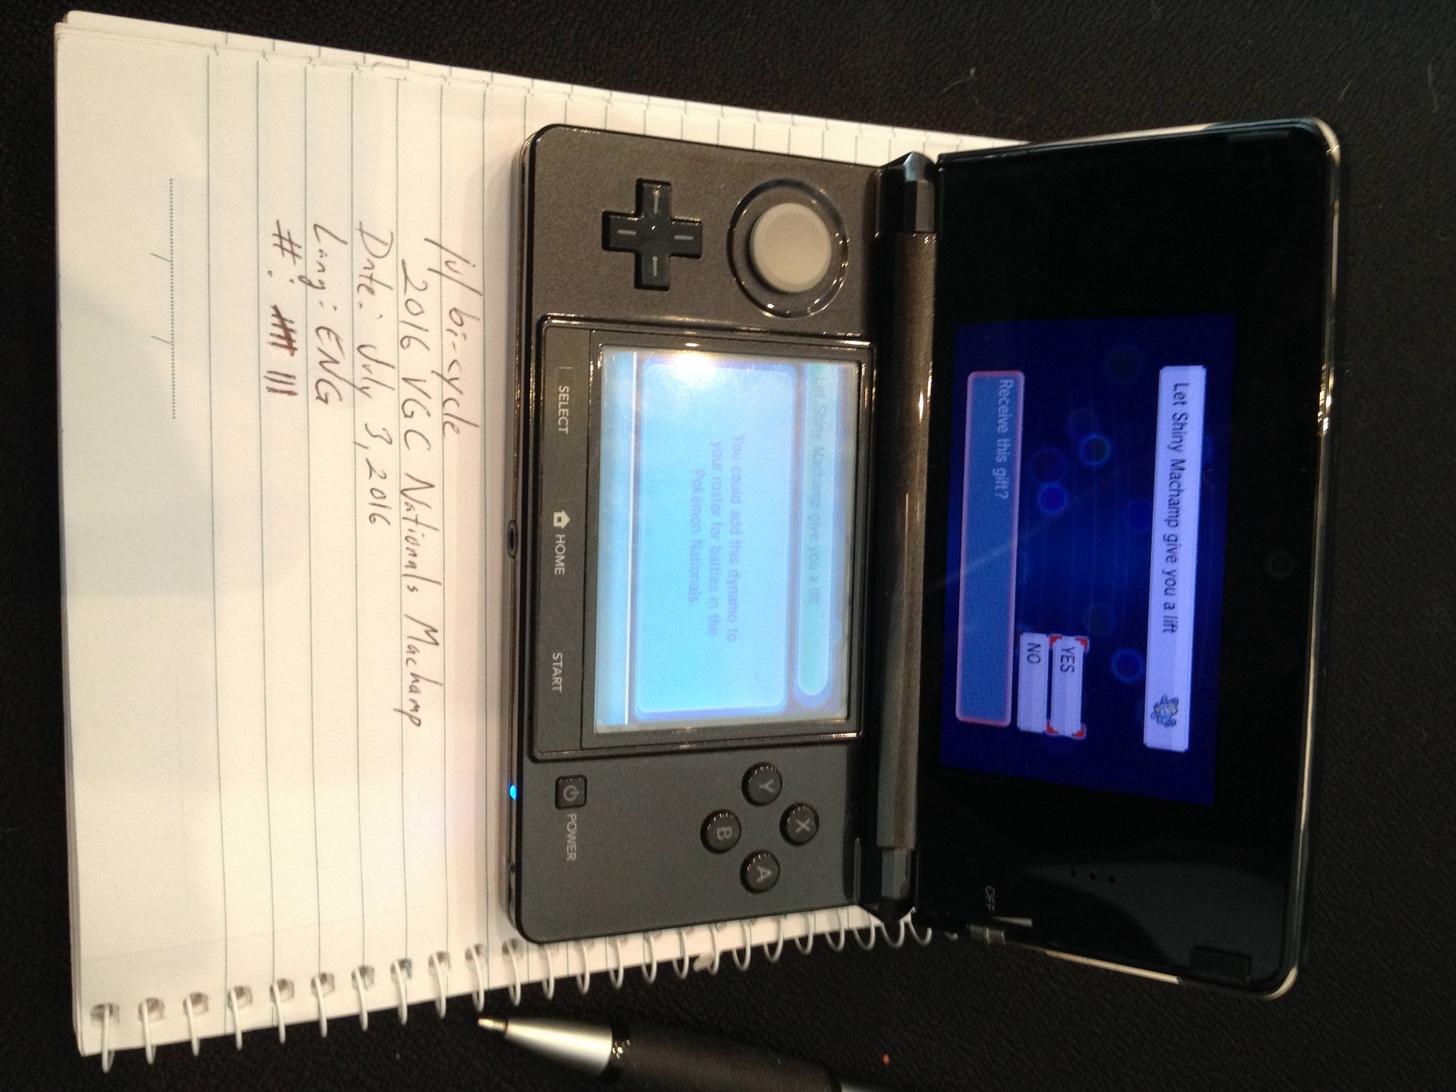 Let Shiny Machamp give you a lift
YES
NO
Receive this gift?
OFF
Let Shiny Machamp give you a lift
You could add this dynamo to
your roster for battles in the
Pokémon Nationals.
X
Y
A
B
SELECT
HOME
START
POWER
/u/ bi-cycle
2016 VGC Nationals Machamp
Date: July 3, 2016
Lang: ENG
#: 卌 |||